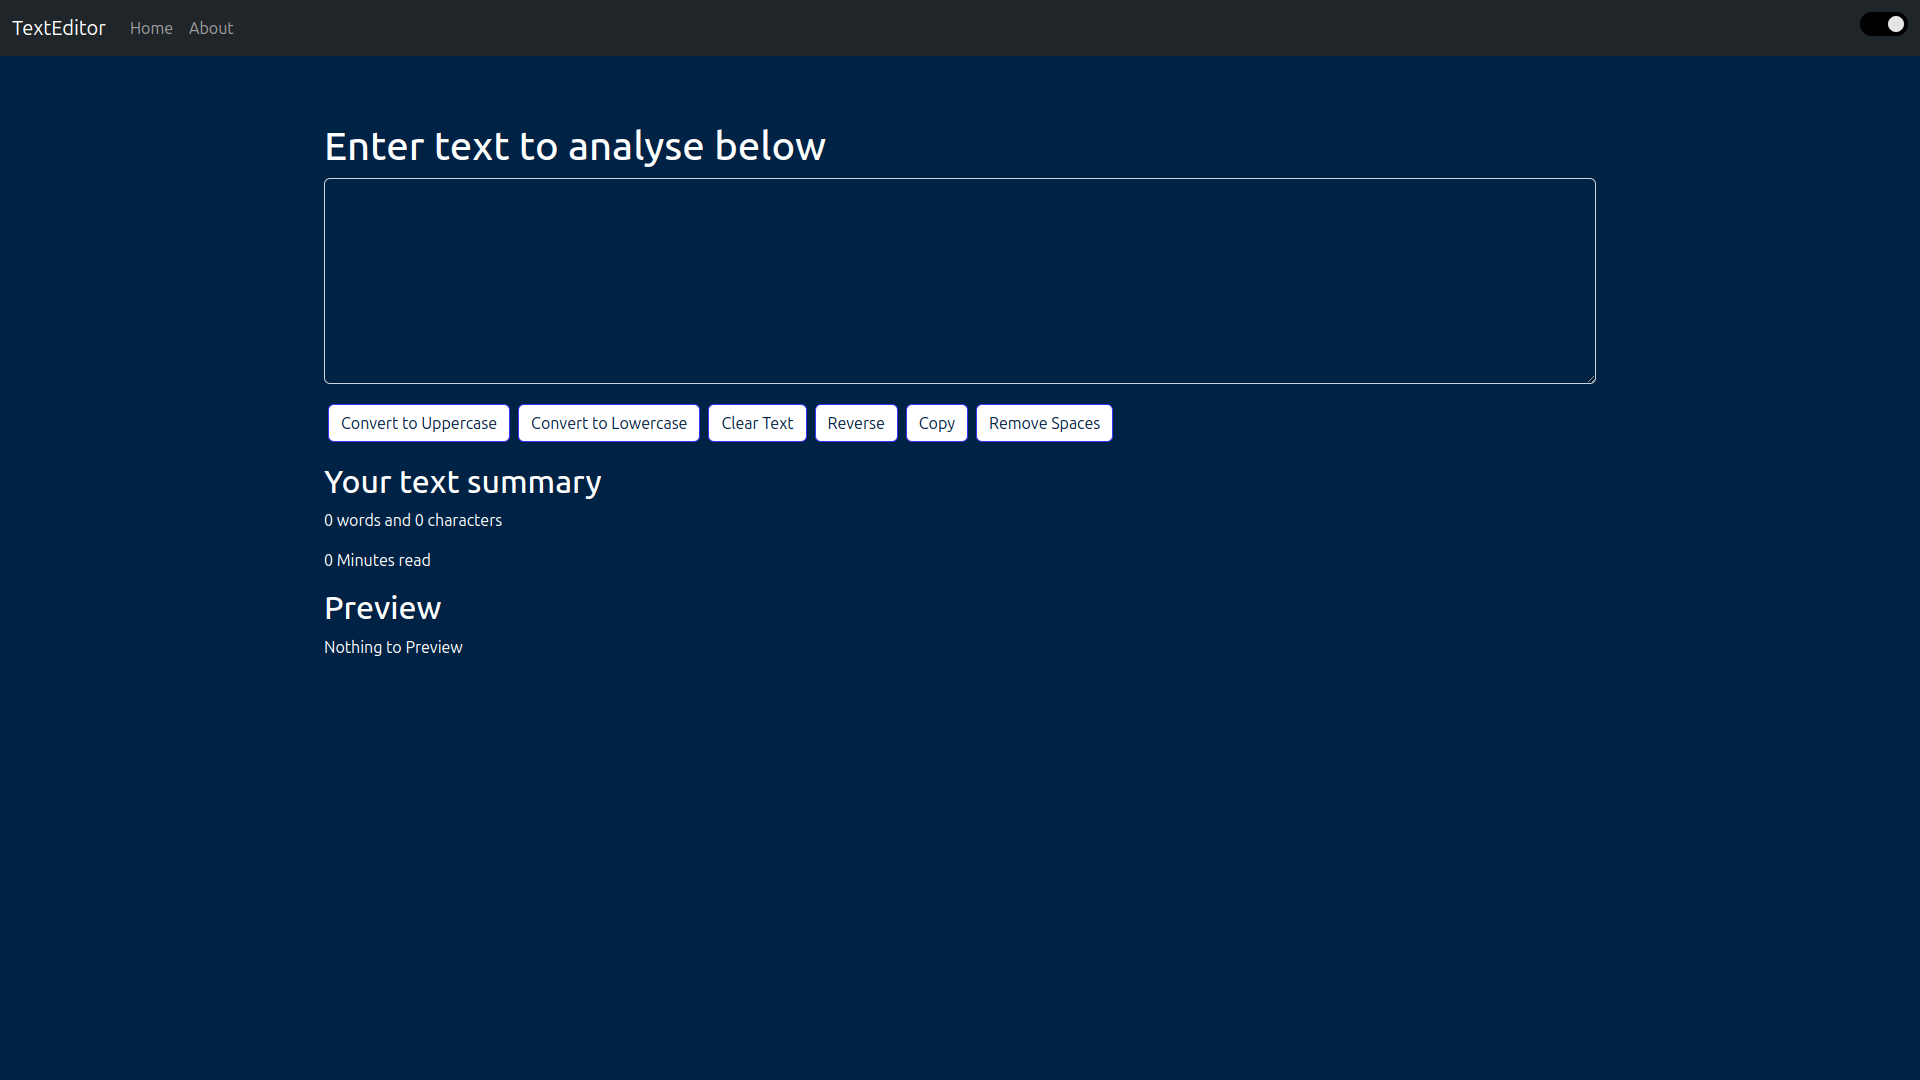 TextEditor Home About
Enter text to analyse below
Convert to Uppercase Convert to Lowercase Clear Text Reverse Copy Remove Spaces
Your text summary
0 words and 0 characters
0 Minutes read
Preview
Nothing to Preview